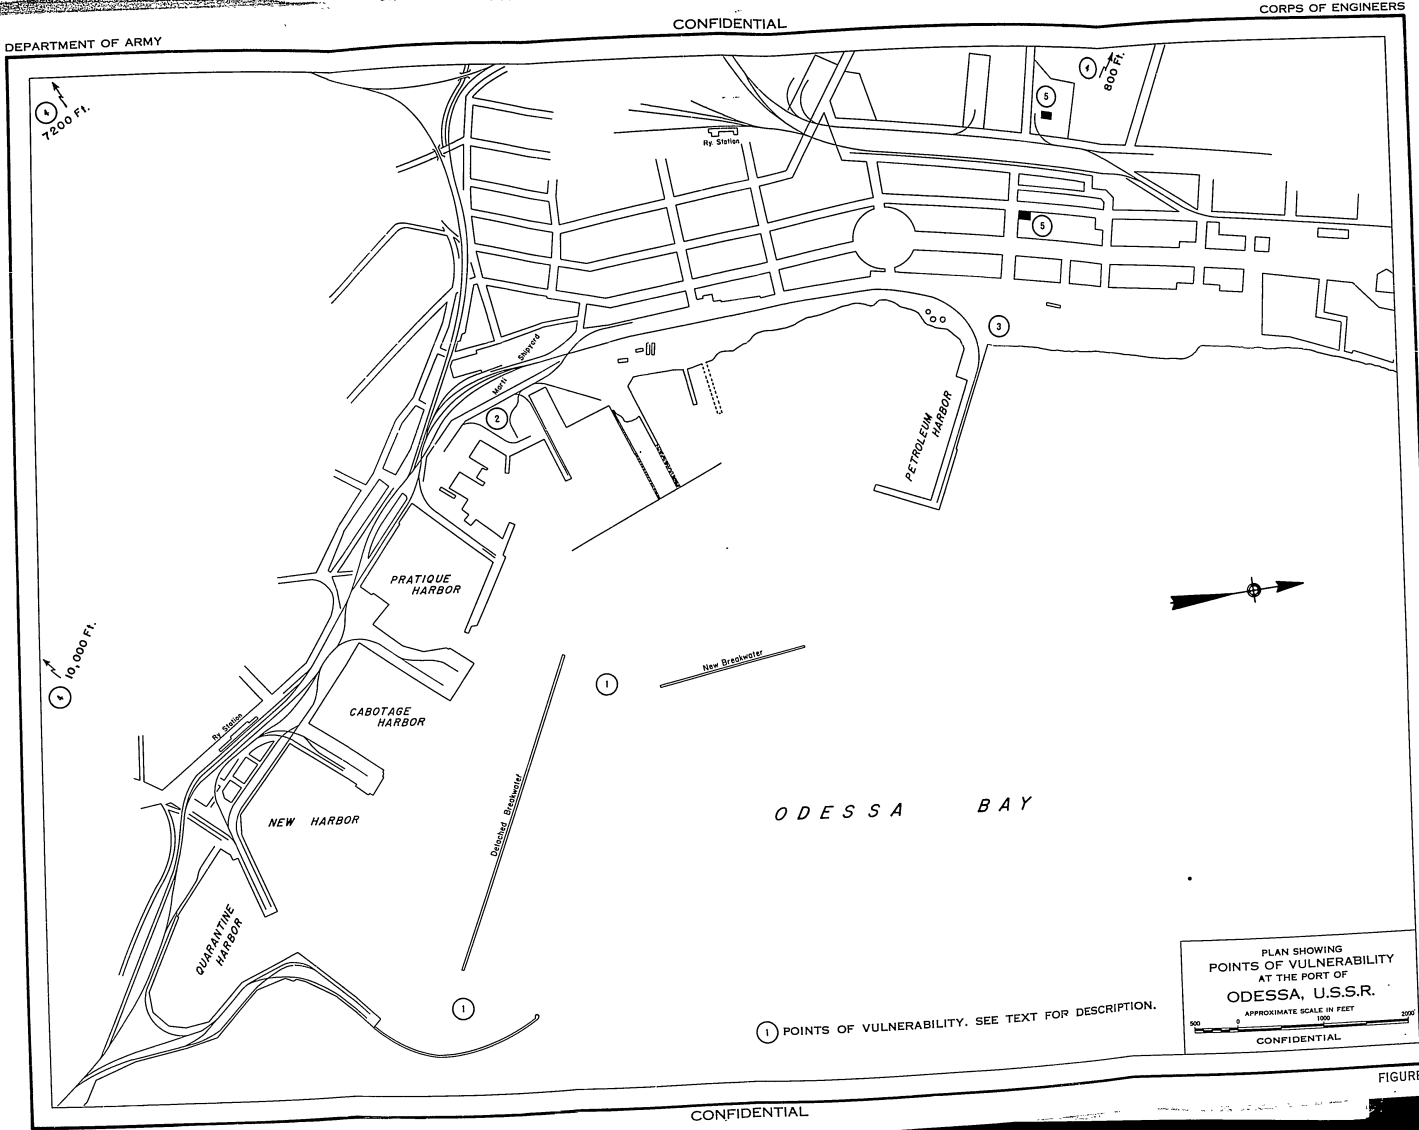 CONFIDENTIAL
CORPS OF ENGINEERS
DEPARTMENT OF ARMY
4
7200 Ft.
4
800 Ft.
5
Ry. Station
5
3
Marti Shipyard
2
PETROLEUM
HARBOR
PRATIQUE
HARBOR
4
10,000 Ft.
1
New Breakwater
CABOTAGE
HARBOR
Ry. Station
Detached Breakwater
NEW HARBOR
ODESSA BAY
QUARANTINE
HARBOR
1
1 POINTS OF VULNERABILITY. SEE TEXT FOR DESCRIPTION.
PLAN SHOWING
POINTS OF VULNERABILITY
AT THE PORT OF
ODESSA, U.S.S.R.
APPROXIMATE SCALE IN FEET
500 0 1000 2000
CONFIDENTIAL
FIGURE
CONFIDENTIAL